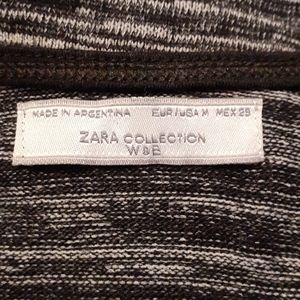 MADE IN ARGENTINA EUR/USA M MEX 28
ZARA COLLECTION
W&B